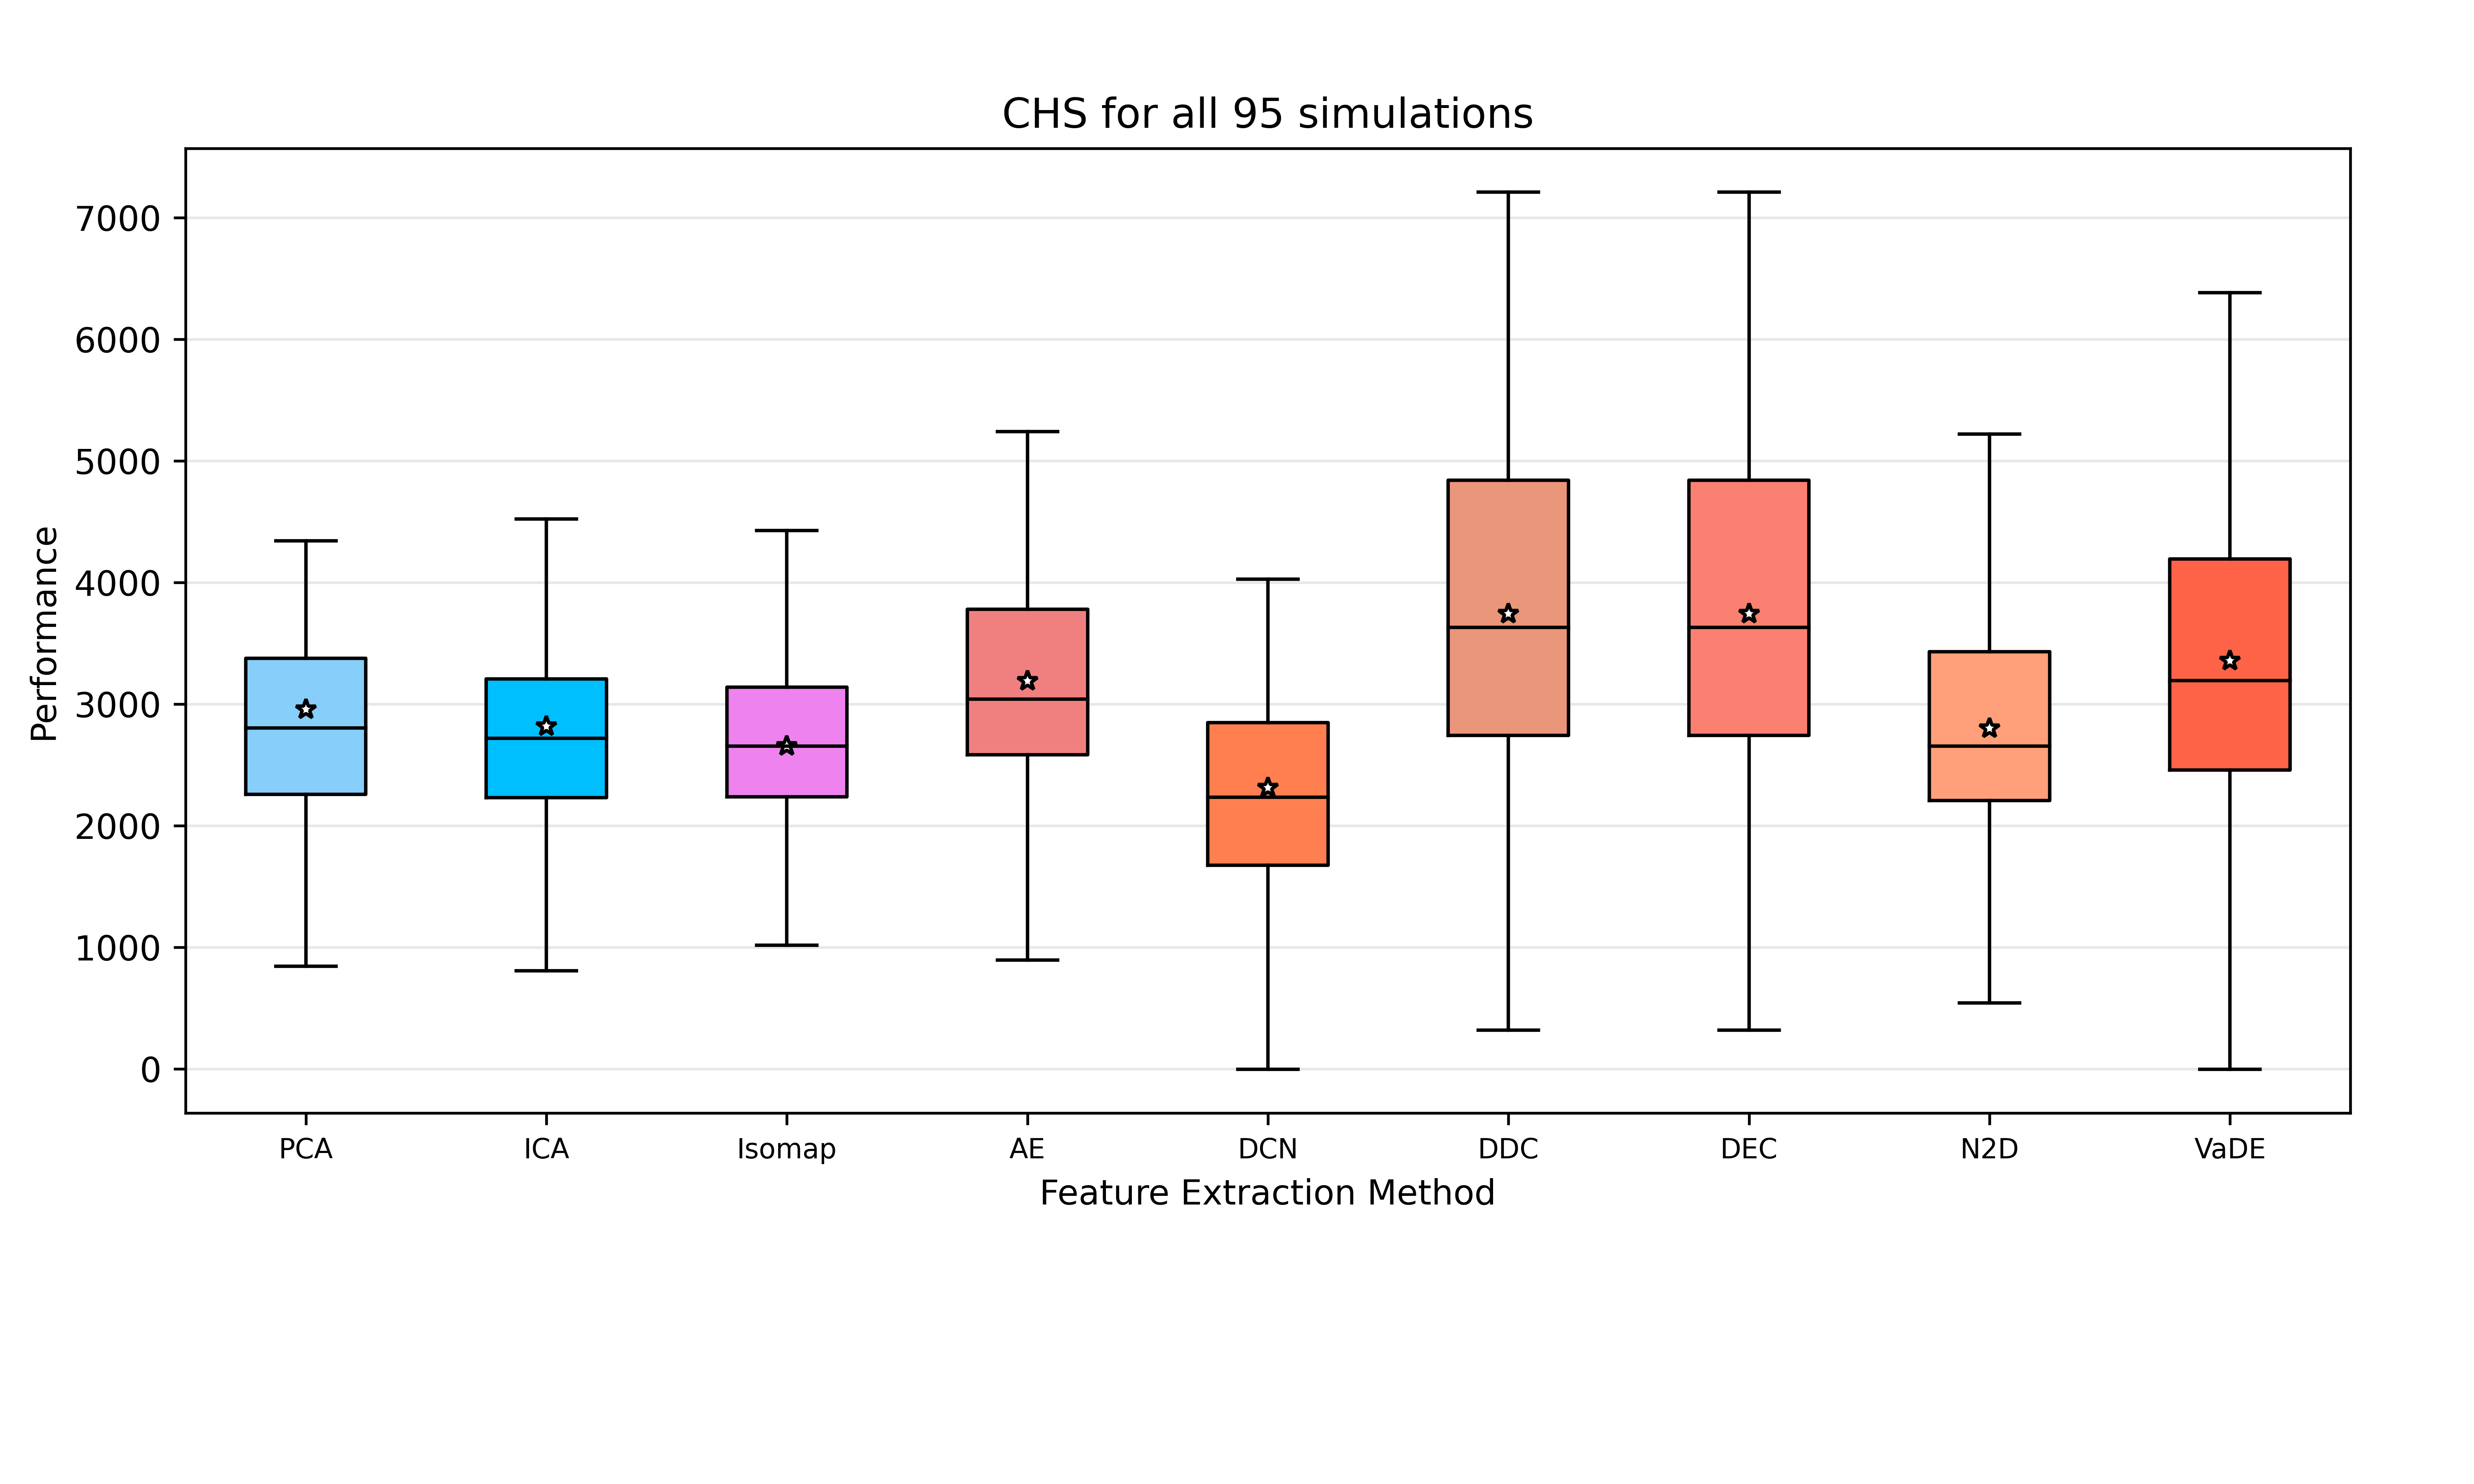 CHS for all 95 simulations
Performance
7000
6000
5000
4000
3000
2000
1000
0
PCA ICA Isomap AE DCN DDC DEC N2D VaDE
Feature Extraction Method